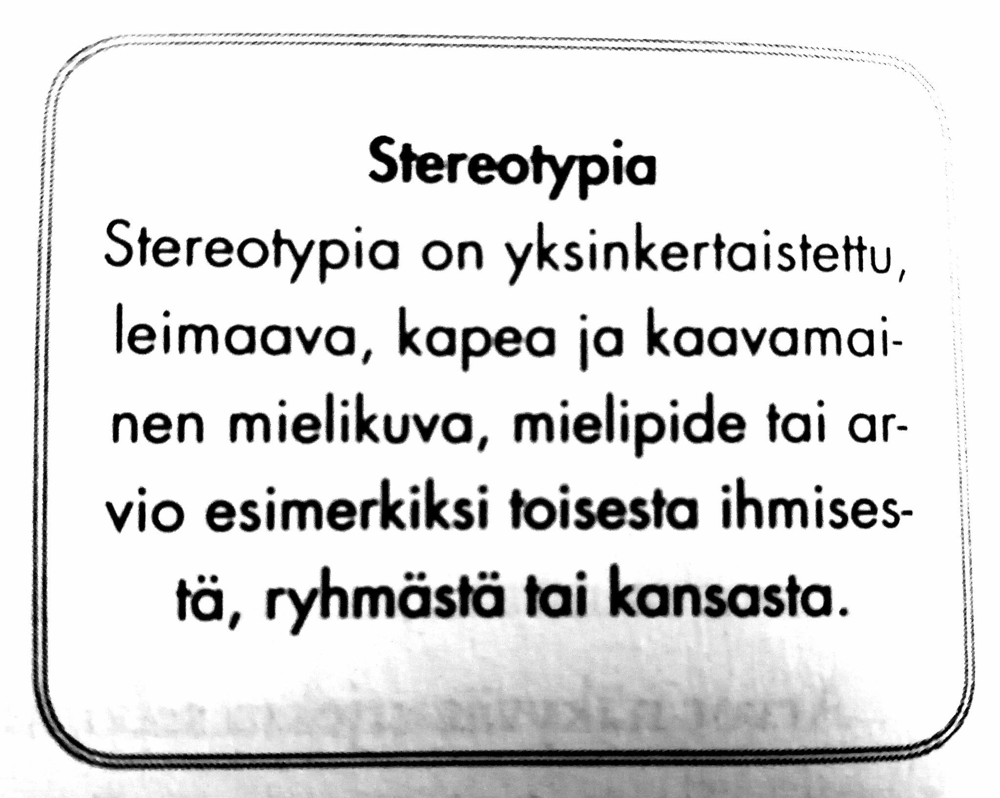 Stereotypia
Stereotypia on yksinkertaistettu,
leimaava, kapea ja kaavamai-
nen mielikuva, mielipide tai ar-
vio esimerkiksi toisesta ihmises-
tä, ryhmästä tai kansasta.